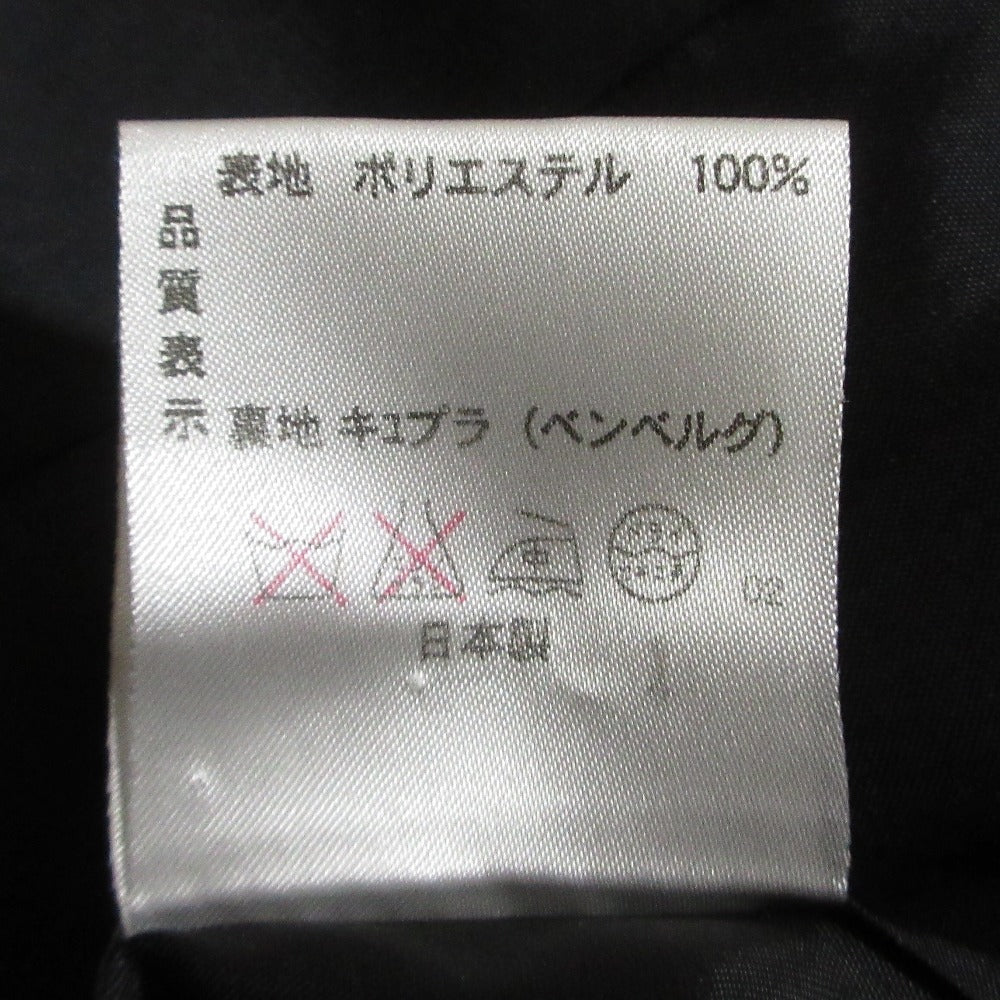 表地 ポリエステル 100%
品質表示
裏地 キュプラ (ベンベルグ)
中
02
日本製